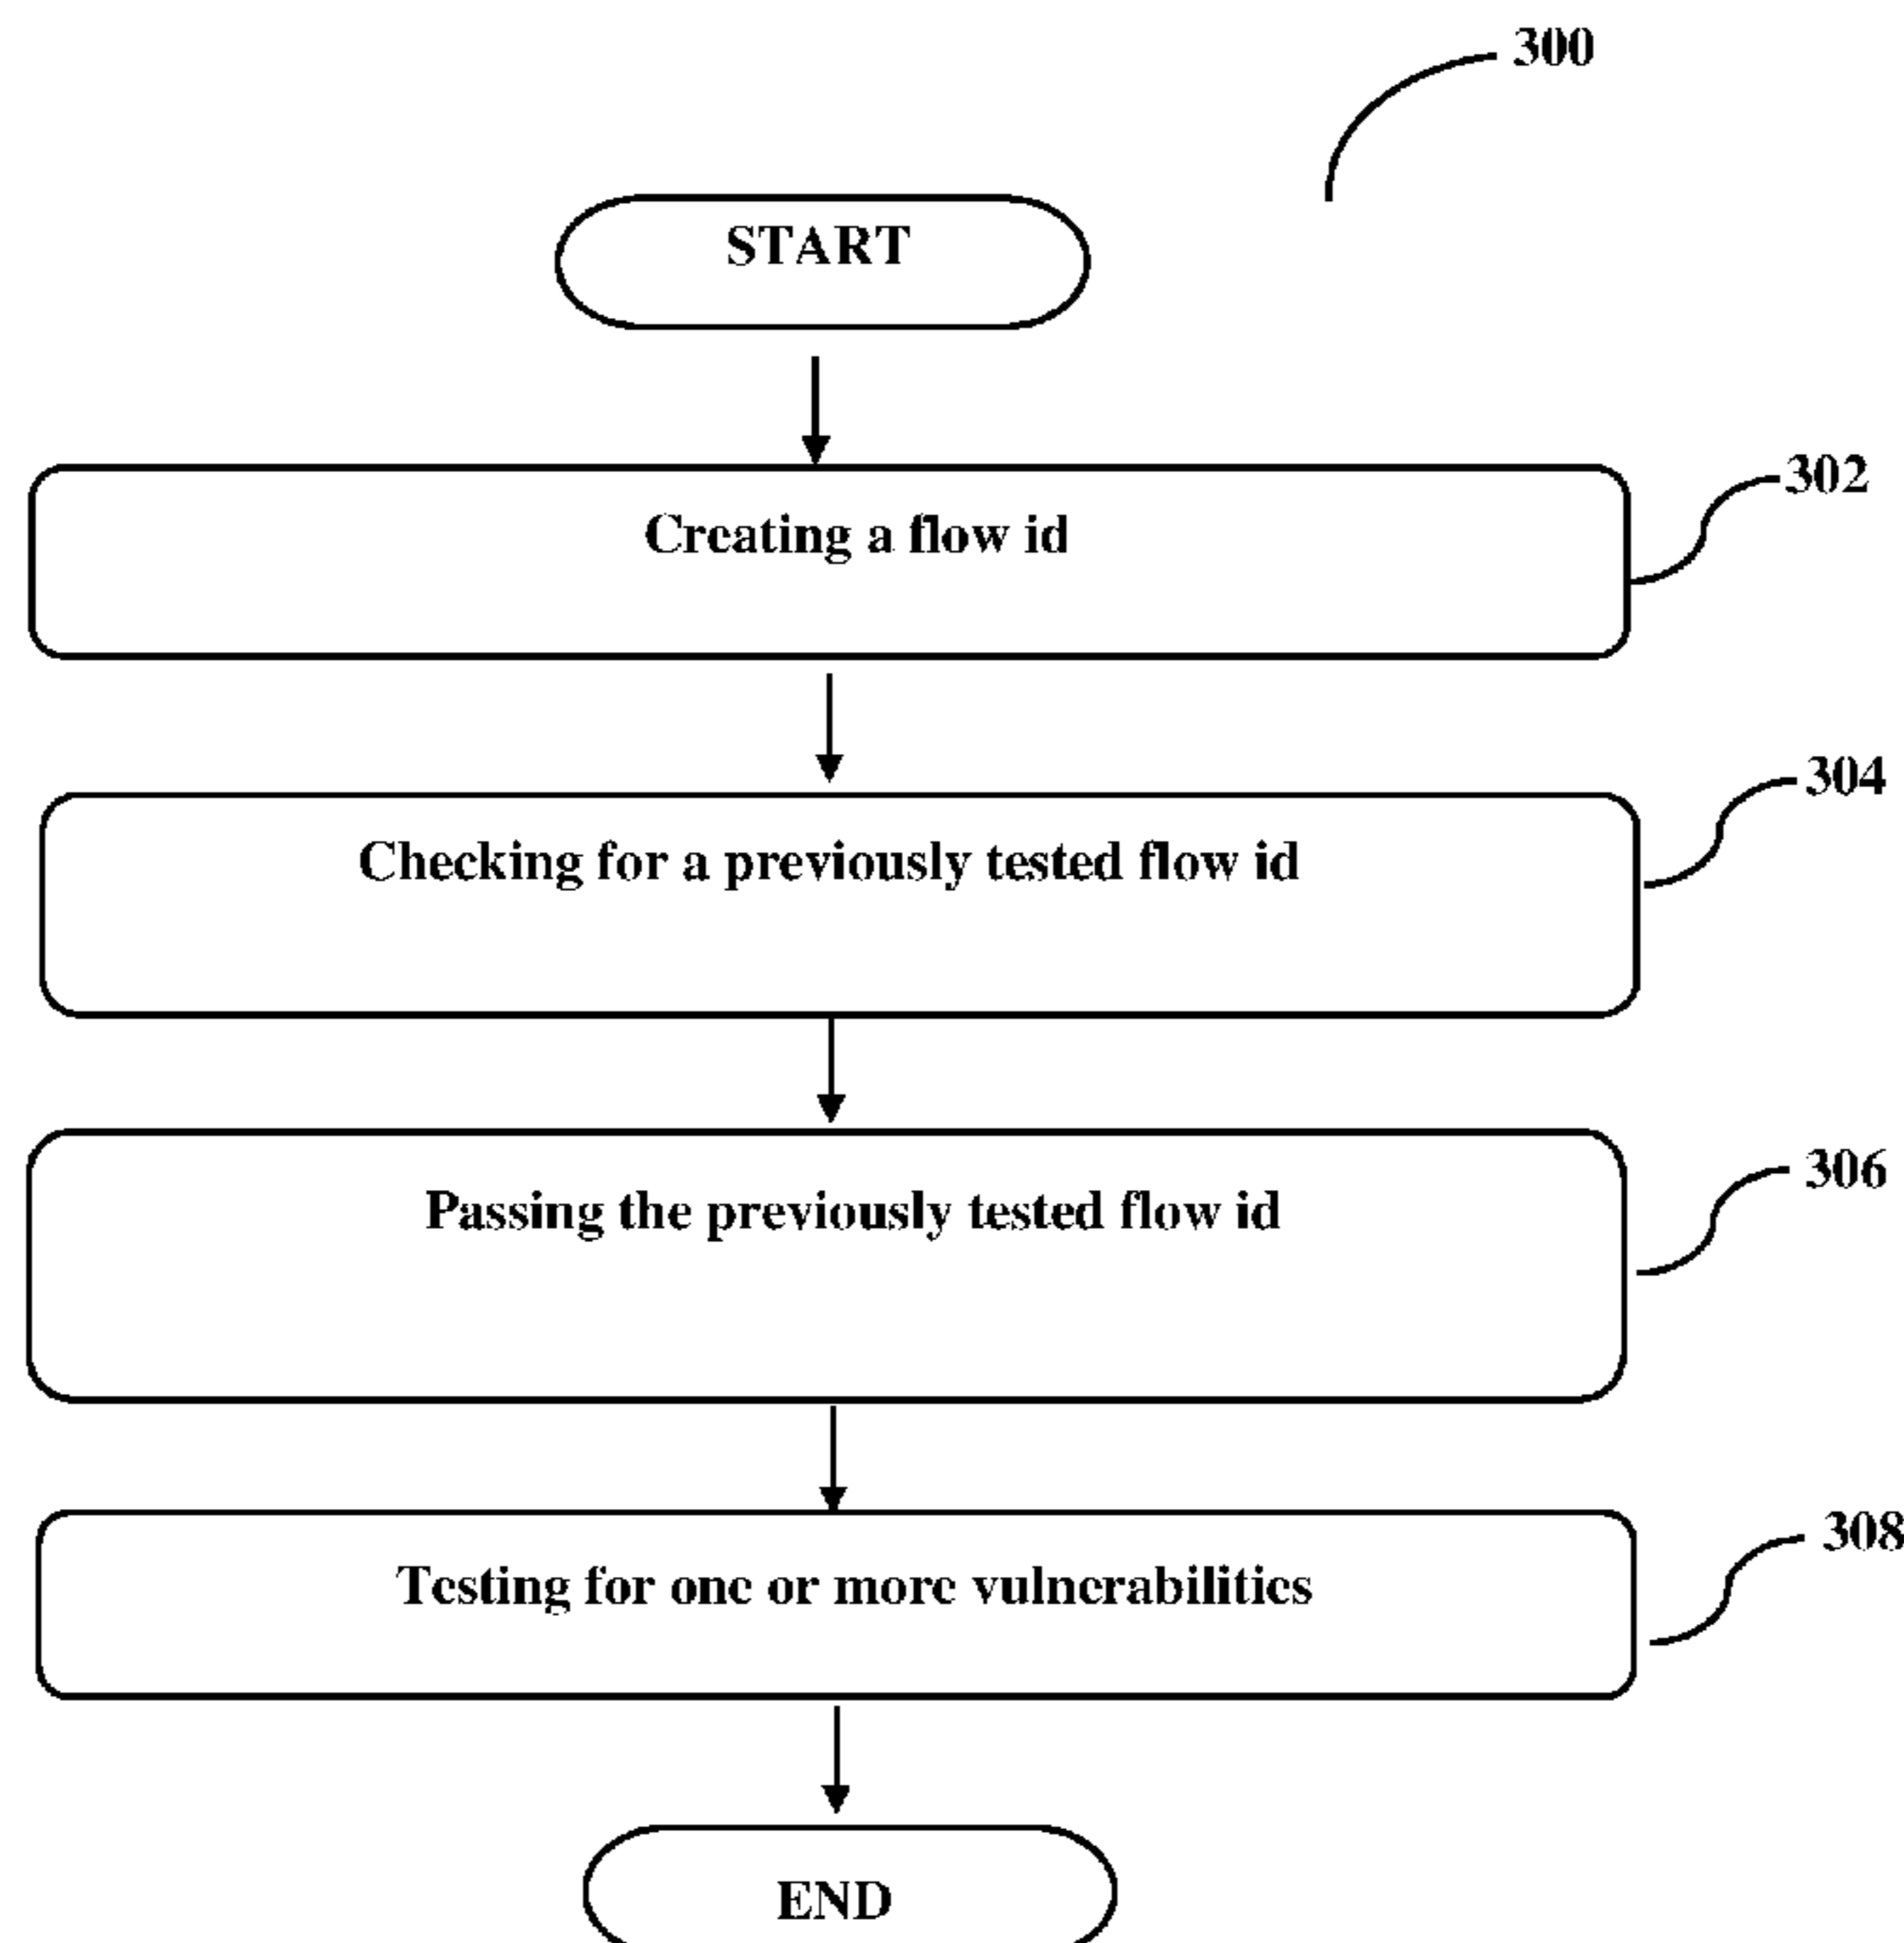 300
START
302
Creating a flow id
304
Checking for a previously tested flow id
306
Passing the previously tested flow id
308
Testing for one or more vulnerabilities
END